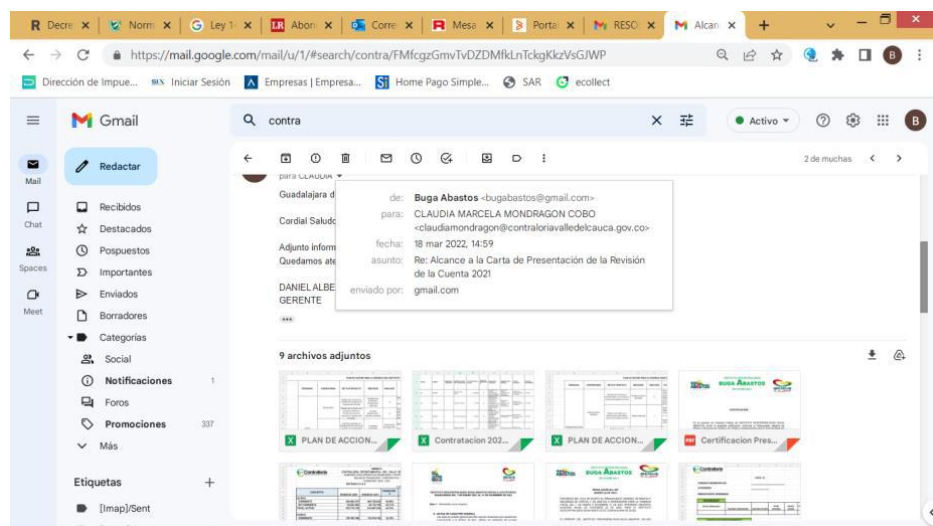 Decre
Norm
Ley 1
Abon
Corre
Mesa
Porta
RESO
Alcan
https://mail.google.com/mail/u/1/#search/contra/FMfcgzGmvTvDZDMfkLnTckgKkzVsGJWP
Dirección de Impue...
Iniciar Sesión
Empresas | Empresa...
Home Pago Simple...
SAR
ecollect
Gmail
contra
Activo
B
Redactar
2 de muchas
Mail
Chat
Spaces
Meet
Recibidos
Destacados
Pospuestos
Importantes
Enviados
Borradores
Categorías
Social
Notificaciones 1
Foros
Promociones 337
Más
Etiquetas +
[Imap]/Sent
para CLAUDIA
Guadalajara d
Cordial Saludo
Adjunto inform
Quedamos ate
DANIEL ALBE
GERENTE
de: Buga Abastos <bugabastos@gmail.com>
para: CLAUDIA MARCELA MONDRAGON COBO
<claudiamondragon@contraloriavalledelcauca.gov.co>
fecha: 18 mar 2022, 14:59
asunto: Re: Alcance a la Carta de Presentación de la Revisión
de la Cuenta 2021
enviado por: gmail.com
9 archivos adjuntos
PLAN DE ACCION...
Contratacion 202...
PLAN DE ACCION...
BUGA ABASTOS
Certificacion Pres...
Contraloría
BUGA ABASTOS
Contraloría